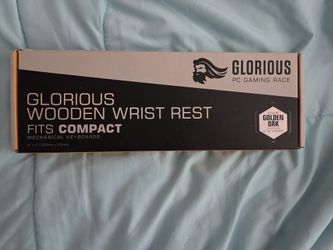 GLORIOUS
PC GAMING RACE
GLORIOUS
WOODEN WRIST REST
FITS COMPACT
MECHANICAL KEYBOARDS
GOLDEN
OAK